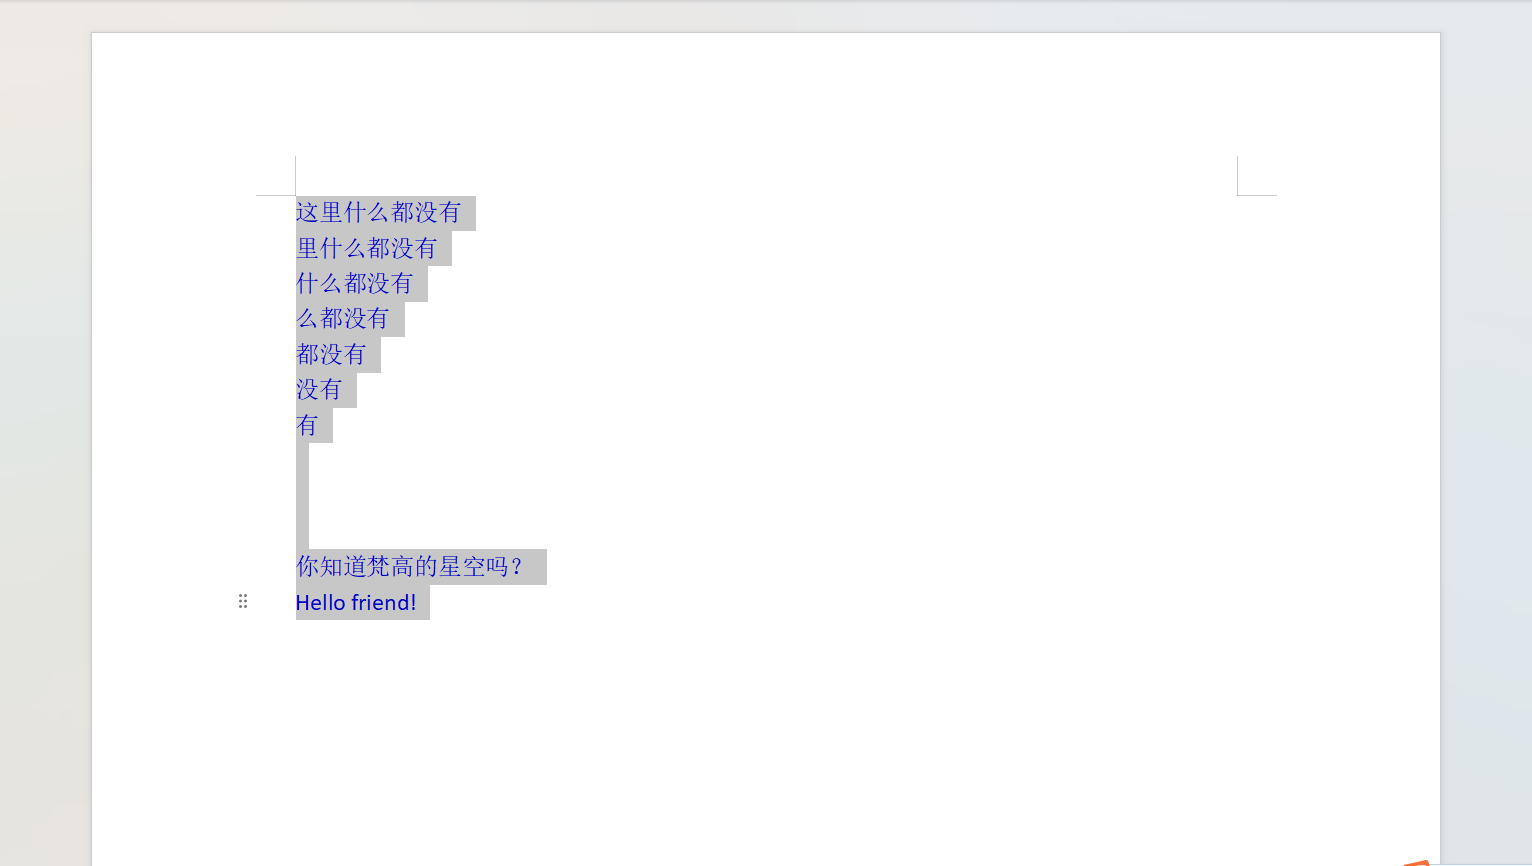 这里什么都没有
里什么都没有
什么都没有
么都没有
都没有
没有
有
你知道梵高的星空吗？
Hello friend!